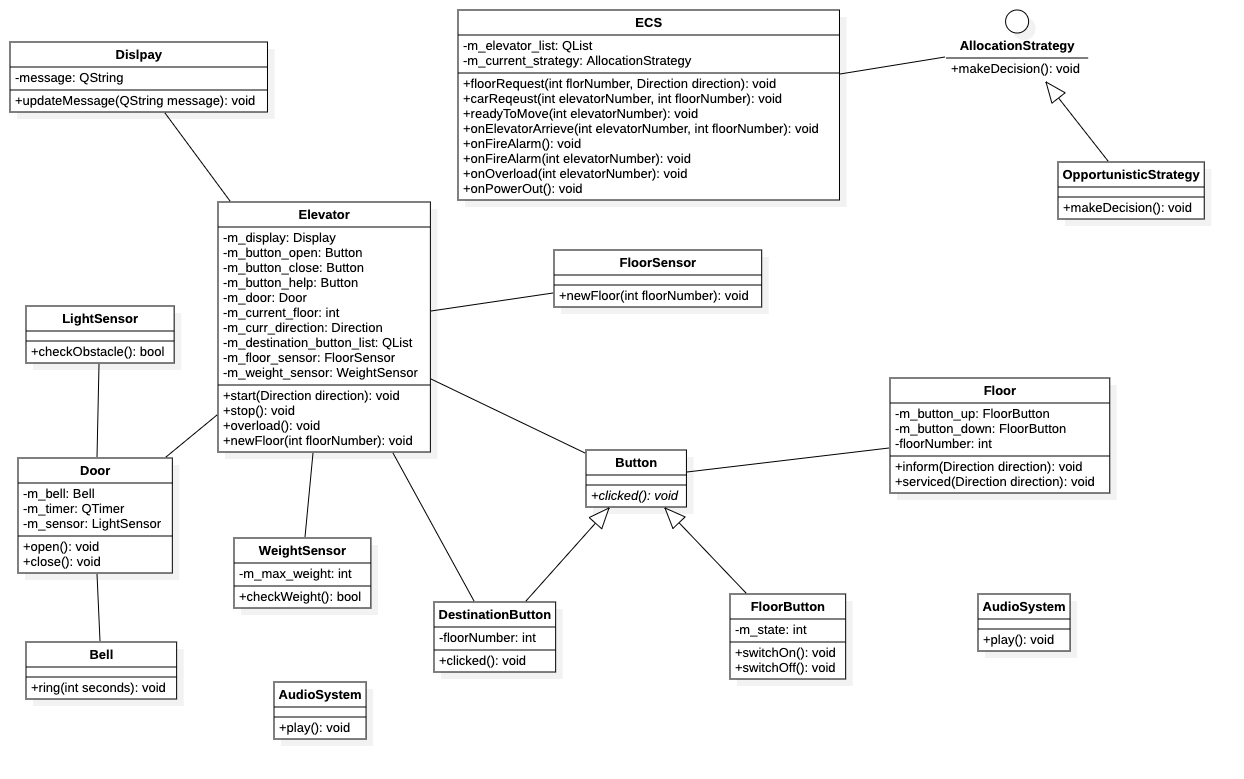 Dislpay
-message: QString
+updateMessage(QString message): void
ECS
-m_elevator_list: QList
-m_current_strategy: AllocationStrategy
+floorRequest(int florNumber, Direction direction): void
+carReqeust(int elevatorNumber, int floorNumber): void
+readyToMove(int elevatorNumber): void
+onElevatorArrieve(int elevatorNumber, int floorNumber): void
+onFireAlarm(): void
+onFireAlarm(int elevatorNumber): void
+onOverload(int elevatorNumber): void
+onPowerOut(): void
AllocationStrategy
+makeDecision(): void
OpportunisticStrategy
+makeDecision(): void
Elevator
-m_display: Display
-m_button_open: Button
-m_button_close: Button
-m_button_help: Button
-m_door: Door
-m_current_floor: int
-m_curr_direction: Direction
-m_destination_button_list: QList
-m_floor_sensor: FloorSensor
-m_weight_sensor: WeightSensor
+start(Direction direction): void
+stop(): void
+overload(): void
+newFloor(int floorNumber): void
FloorSensor
+newFloor(int floorNumber): void
LightSensor
+checkObstacle(): bool
Floor
-m_button_up: FloorButton
-m_button_down: FloorButton
-floorNumber: int
+inform(Direction direction): void
+serviced(Direction direction): void
Button
+clicked(): void
Door
-m_bell: Bell
-m_timer: QTimer
-m_sensor: LightSensor
+open(): void
+close(): void
WeightSensor
-m_max_weight: int
+checkWeight(): bool
DestinationButton
-floorNumber: int
+clicked(): void
FloorButton
-m_state: int
+switchOn(): void
+switchOff(): void
AudioSystem
+play(): void
Bell
+ring(int seconds): void
AudioSystem
+play(): void